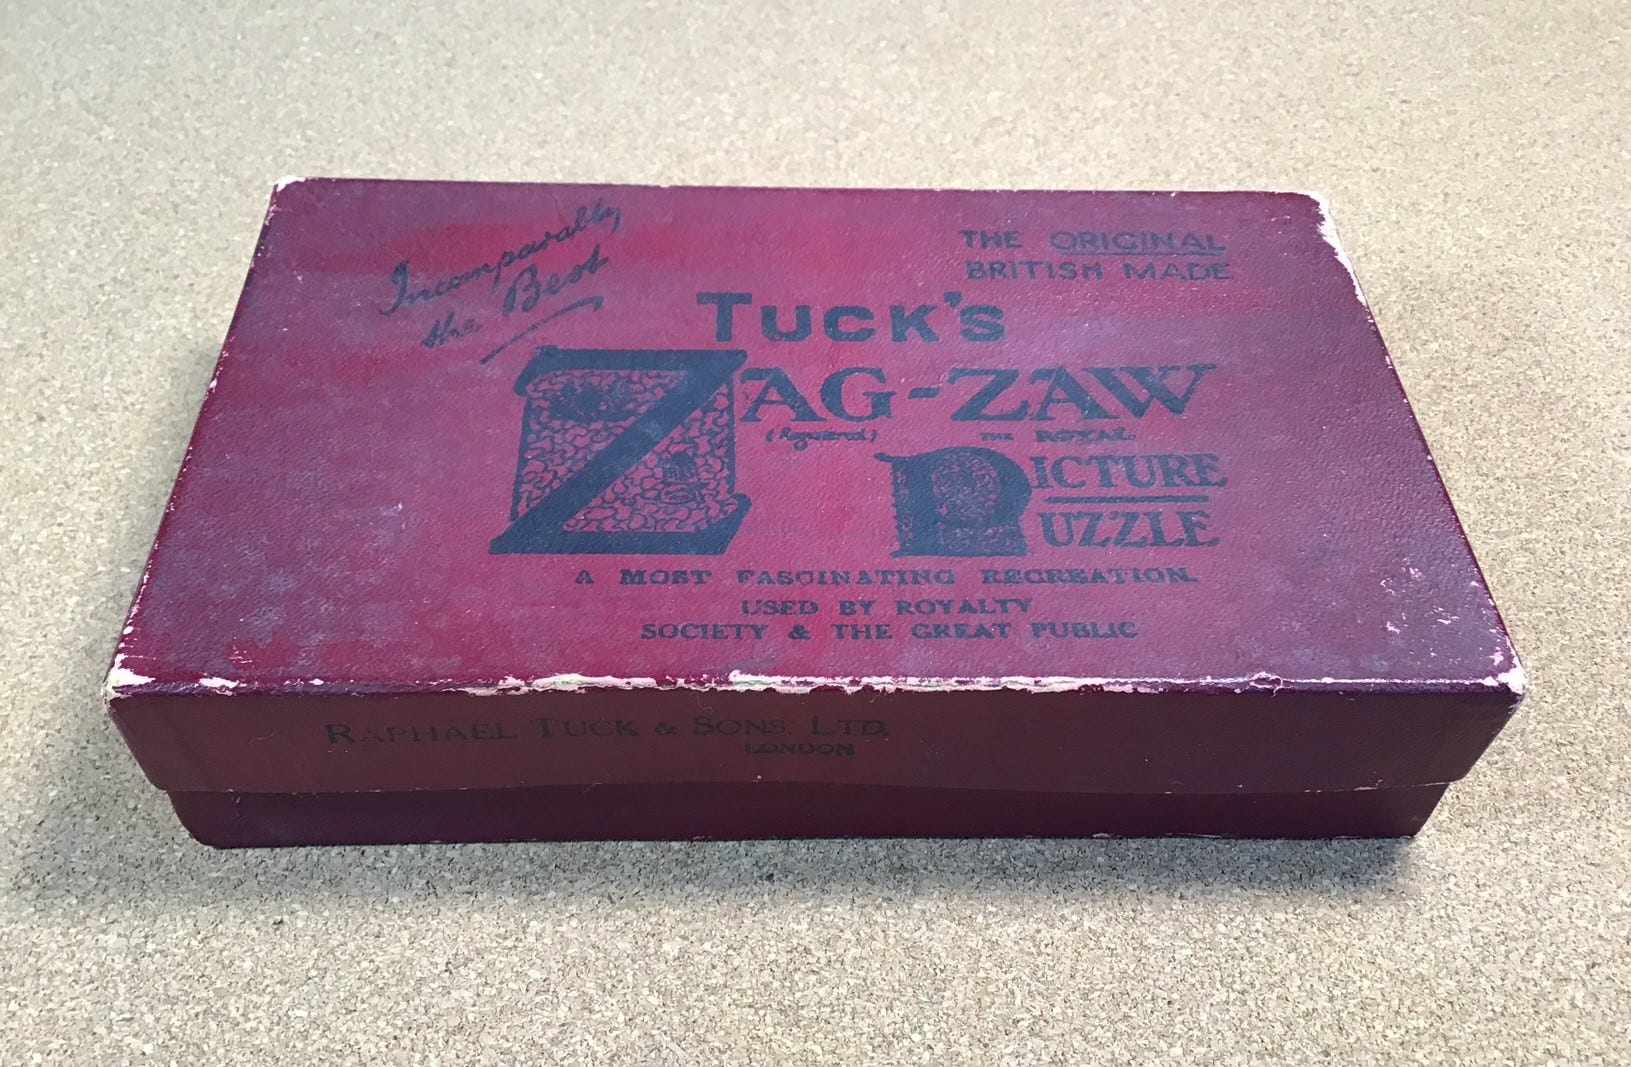 Incomparably
the Best
THE ORIGINAL
BRITISH MADE
TUCK'S
ZAG-ZAW
(Registered) THE ROYAL
PICTURE
PUZZLE
A MOST FASCINATING RECREATION.
USED BY ROYALTY
SOCIETY & THE GREAT PUBLIC
RAPHAEL TUCK & SONS, LTD.
LONDON